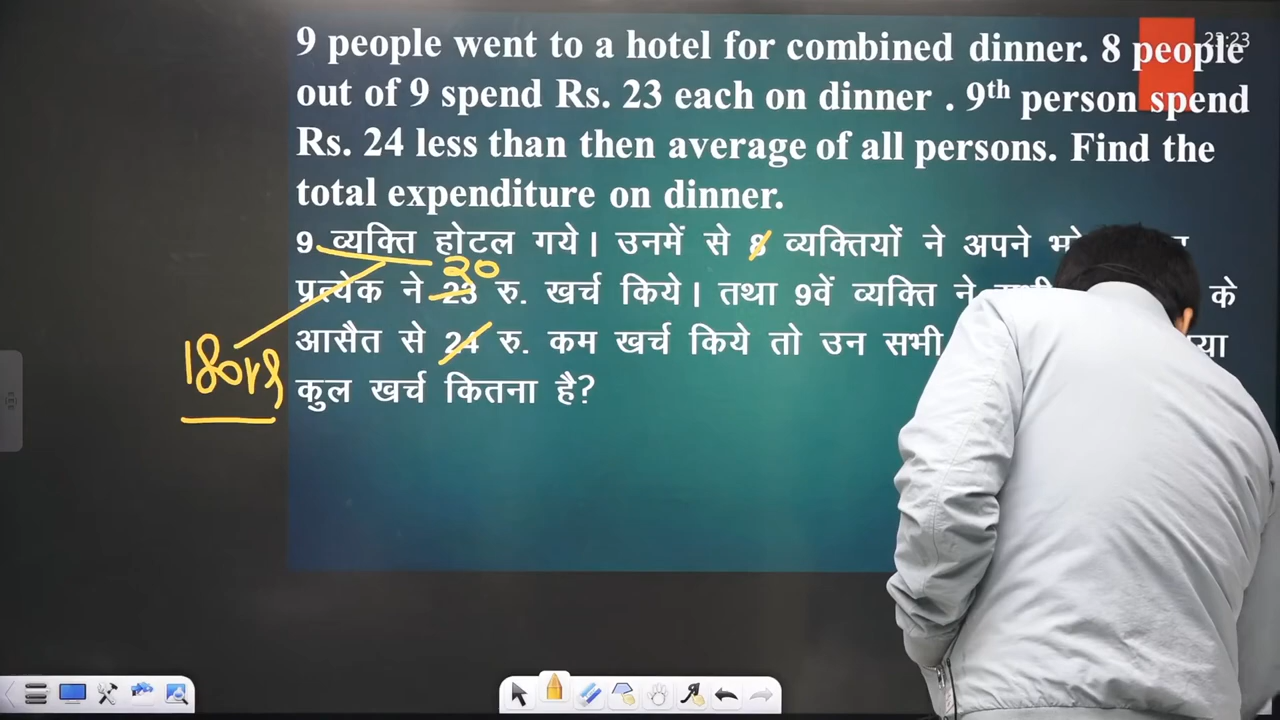 9 people went to a hotel for combined dinner. 8 people
out of 9 spend Rs. 23 each on dinner . 9th person spend
Rs. 24 less than then average of all persons. Find the
total expenditure on dinner.
9 व्यक्ति होटल गये। उनमें से 8 व्यक्तियों ने अपने
20
प्रत्येक ने 23 रु. खर्च किये। तथा 9वें व्यक्ति ने के
आसैत से 24 रु. कम खर्च किये तो उन सभी
180rs
कुल खर्च कितना है?